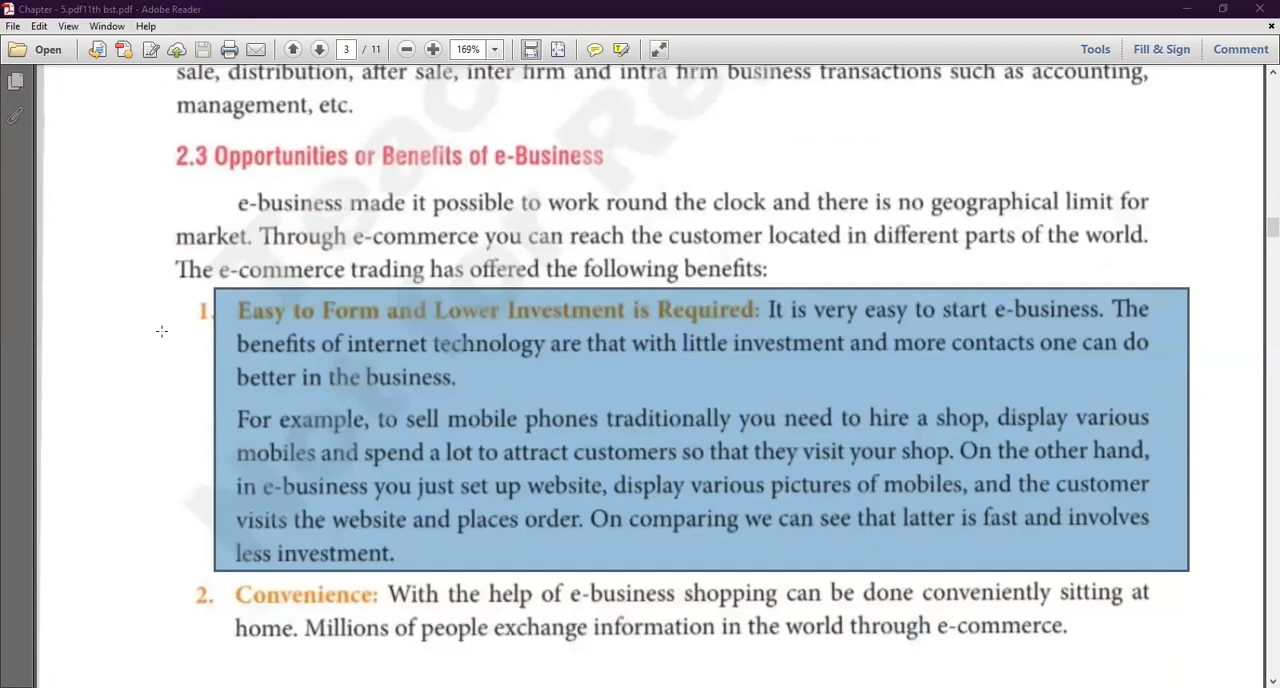 Chapter - 5.pdf11th bst.pdf - Adobe Reader
File Edit View Window Help
Open 3 / 11 169% Tools Fill & Sign Comment
sale, distribution, after sale, inter firm and intra firm business transactions such as accounting,
management, etc.
2.3 Opportunities or Benefits of e-Business
e-business made it possible to work round the clock and there is no geographical limit for
market. Through e-commerce you can reach the customer located in different parts of the world.
The e-commerce trading has offered the following benefits:
1. Easy to Form and Lower Investment is Required: It is very easy to start e-business. The
benefits of internet technology are that with little investment and more contacts one can do
better in the business.
For example, to sell mobile phones traditionally you need to hire a shop, display various
mobiles and spend a lot to attract customers so that they visit your shop. On the other hand,
in e-business you just set up website, display various pictures of mobiles, and the customer
visits the website and places order. On comparing we can see that latter is fast and involves
less investment.
2. Convenience: With the help of e-business shopping can be done conveniently sitting at
home. Millions of people exchange information in the world through e-commerce.